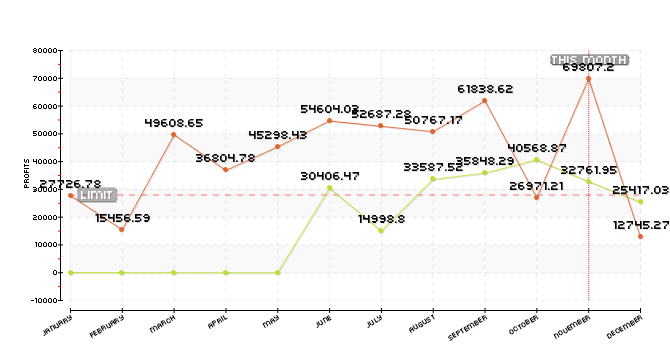 THIS MONTH
80000
70000
60000
50000
40000
30000
20000
10000
0
-10000
PROFITS
LIMIT
27726.78
15456.59
49608.65
36804.78
45298.43
54604.03
52687.28
50767.17
61838.62
26971.21
69807.2
12745.27
30406.47
14998.8
33587.52
35848.29
40568.87
32761.95
25417.03
JANUARY
FEBRUARY
MARCH
APRIL
MAY
JUNE
JULY
AUGUST
SEPTEMBER
OCTOBER
NOVEMBER
DECEMBER